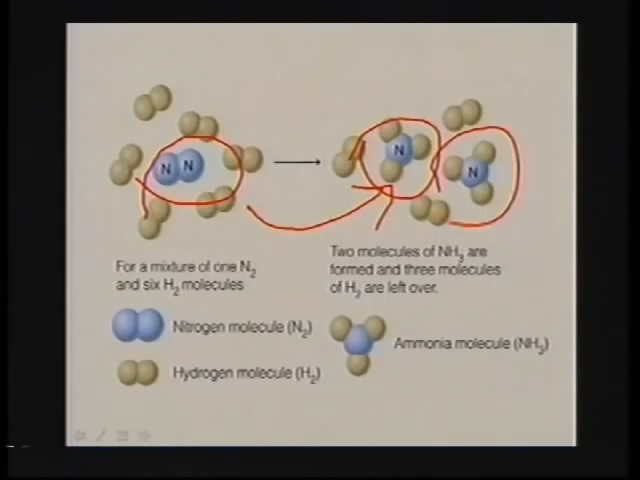 N N
N
N
For a mixture of one N₂
and six H₂ molecules
Two molecules of NH₃ are
formed and three molecules
of H₂ are left over.
Nitrogen molecule (N₂)
Hydrogen molecule (H₂)
Ammonia molecule (NH₃)